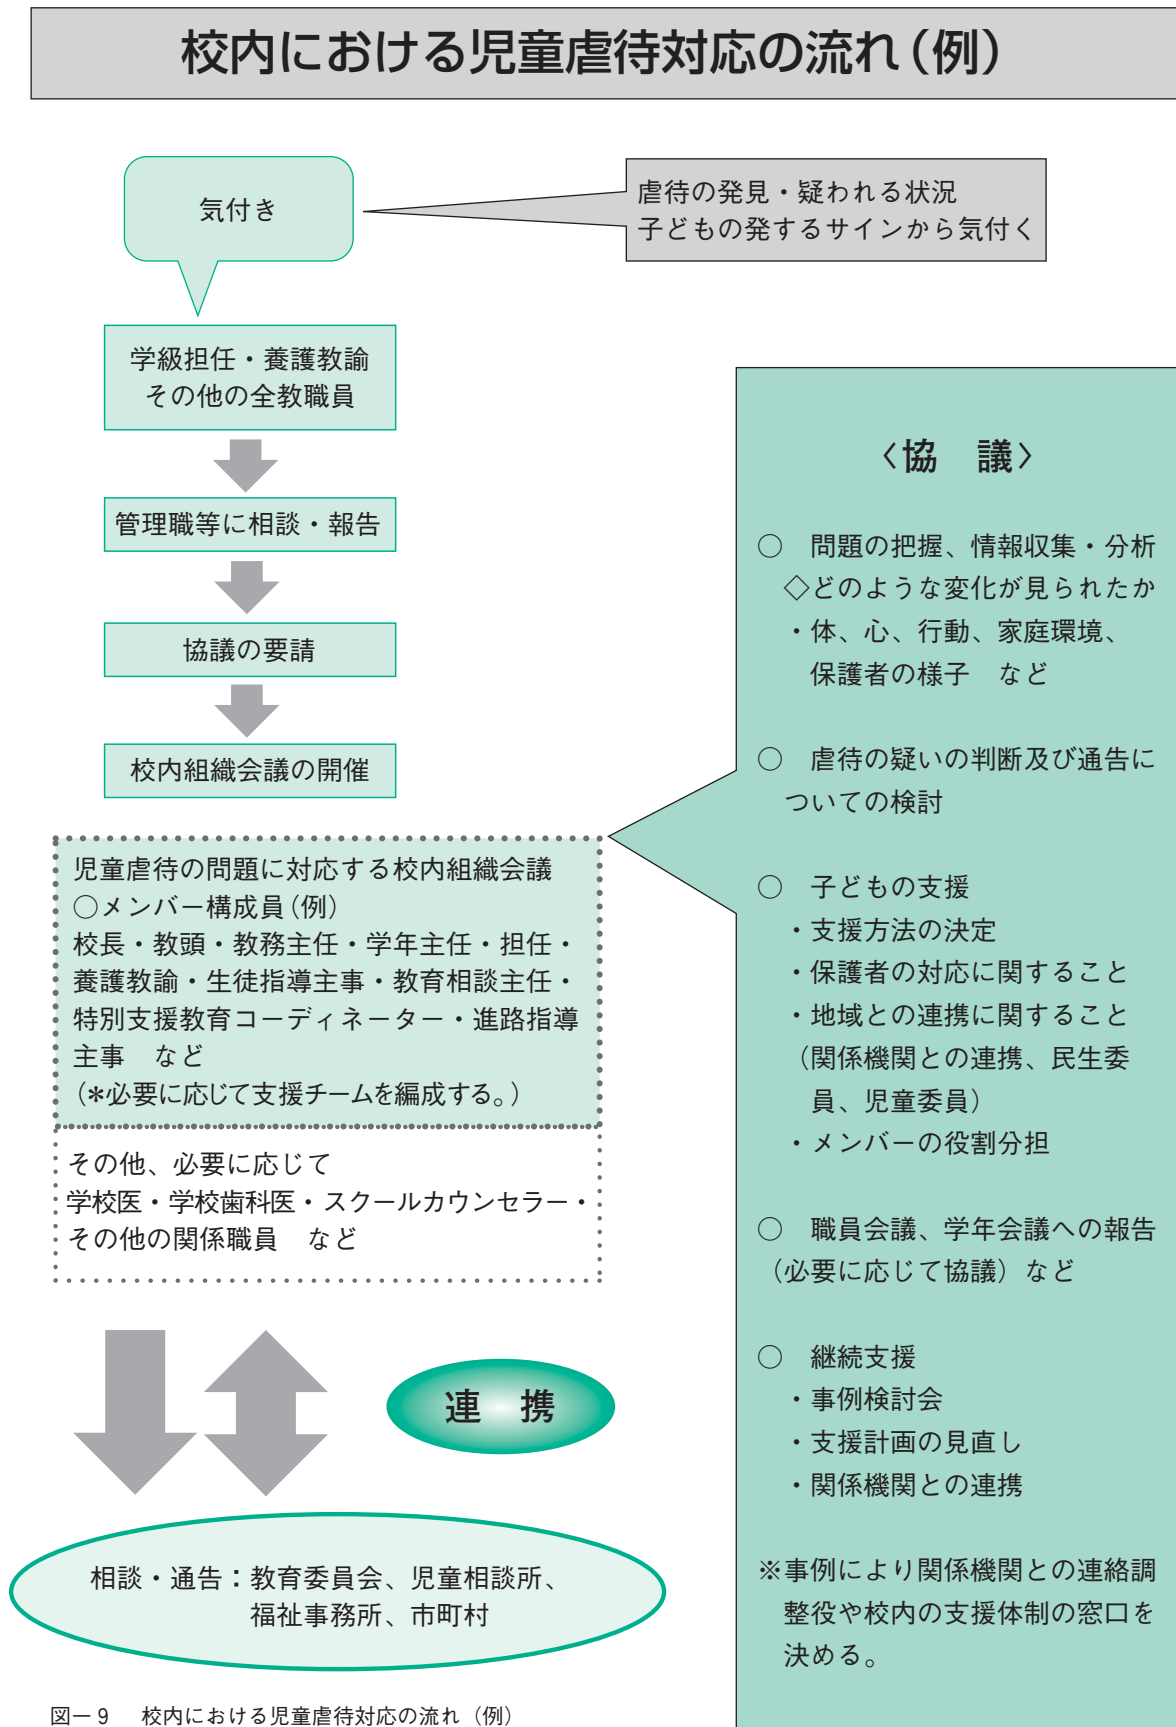 校内における児童虐待対応の流れ（例）
気付き
虐待の発見・疑われる状況
子どもの発するサインから気付く
学級担任・養護教諭
その他の全教職員
管理職等に相談・報告
協議の要請
校内組織会議の開催
児童虐待の問題に対応する校内組織会議
○メンバー構成員（例）
校長・教頭・教務主任・学年主任・担任・
養護教諭・生徒指導主事・教育相談主任・
特別支援教育コーディネーター・進路指導
主事　など
（＊必要に応じて支援チームを編成する。）
その他、必要に応じて
学校医・学校歯科医・スクールカウンセラー・
その他の関係職員　など
連　携
相談・通告：教育委員会、児童相談所、
福祉事務所、市町村
〈協　議〉
○　問題の把握、情報収集・分析
◇どのような変化が見られたか
・体、心、行動、家庭環境、
保護者の様子　など
○　虐待の疑いの判断及び通告に
ついての検討
○　子どもの支援
・支援方法の決定
・保護者の対応に関すること
・地域との連携に関すること
（関係機関との連携、民生委
員、児童委員）
・メンバーの役割分担
○　職員会議、学年会議への報告
（必要に応じて協議）など
○　継続支援
・事例検討会
・支援計画の見直し
・関係機関との連携
※事例により関係機関との連絡調
整役や校内の支援体制の窓口を
決める。
図－9　校内における児童虐待対応の流れ（例）